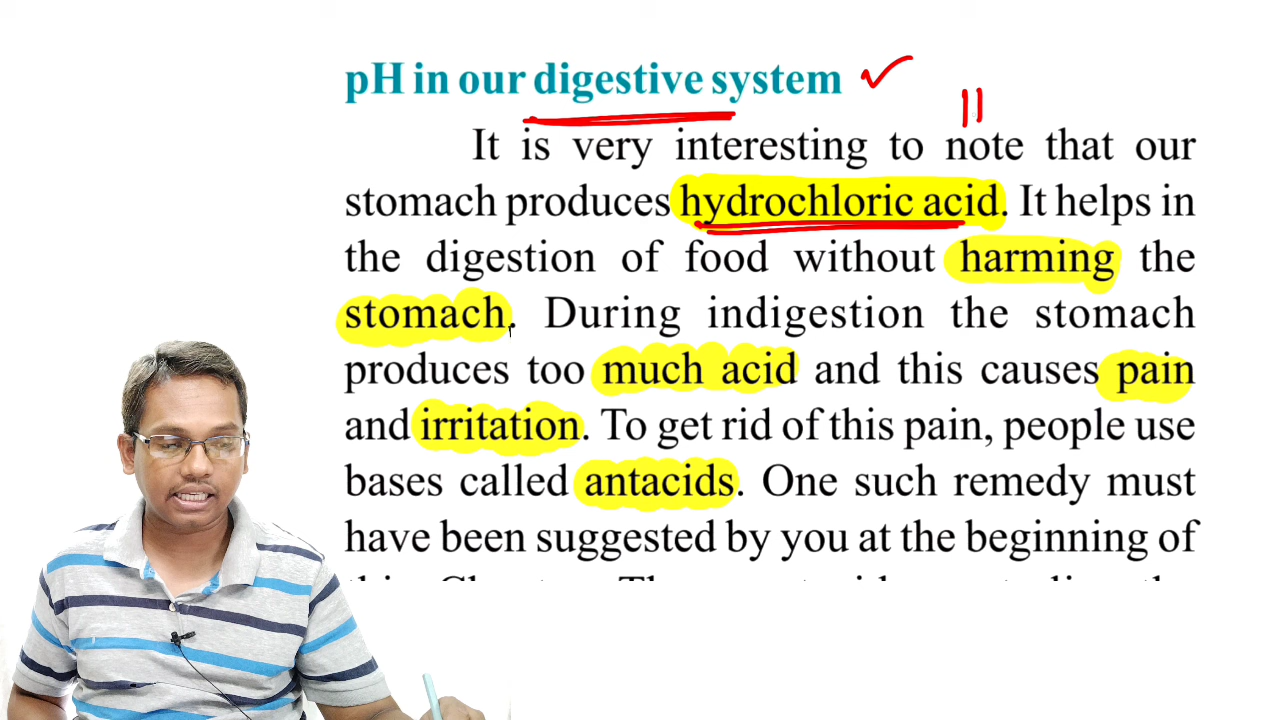 pH in our digestive system
It is very interesting to note that our
stomach produces hydrochloric acid. It helps in
the digestion of food without harming the
stomach. During indigestion the stomach
produces too much acid and this causes pain
and irritation. To get rid of this pain, people use
bases called antacids. One such remedy must
have been suggested by you at the beginning of